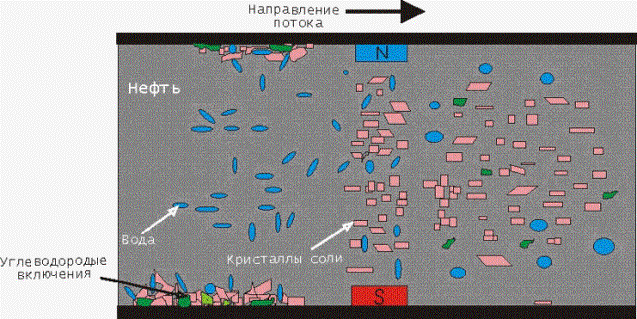 Направление
потока
N
Нефть
Вода
Кристаллы соли
Углеводородые
включения
S